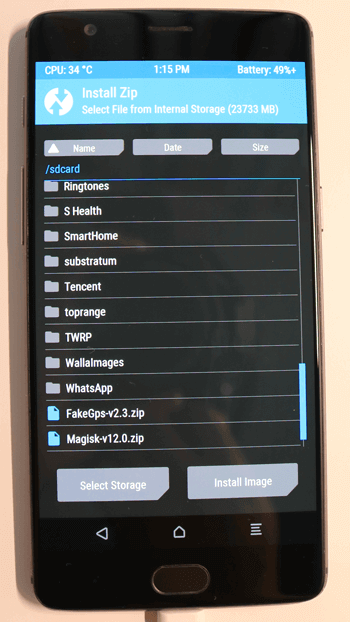 CPU: 34 °C 1:15 PM Battery: 49%+
Install Zip
Select File from Internal Storage (23733 MB)
Name Date Size
/sdcard
Ringtones
S Health
SmartHome
substratum
Tencent
toprange
TWRP
WallaImages
WhatsApp
FakeGps-v2.3.zip
Magisk-v12.0.zip
Select Storage Install Image